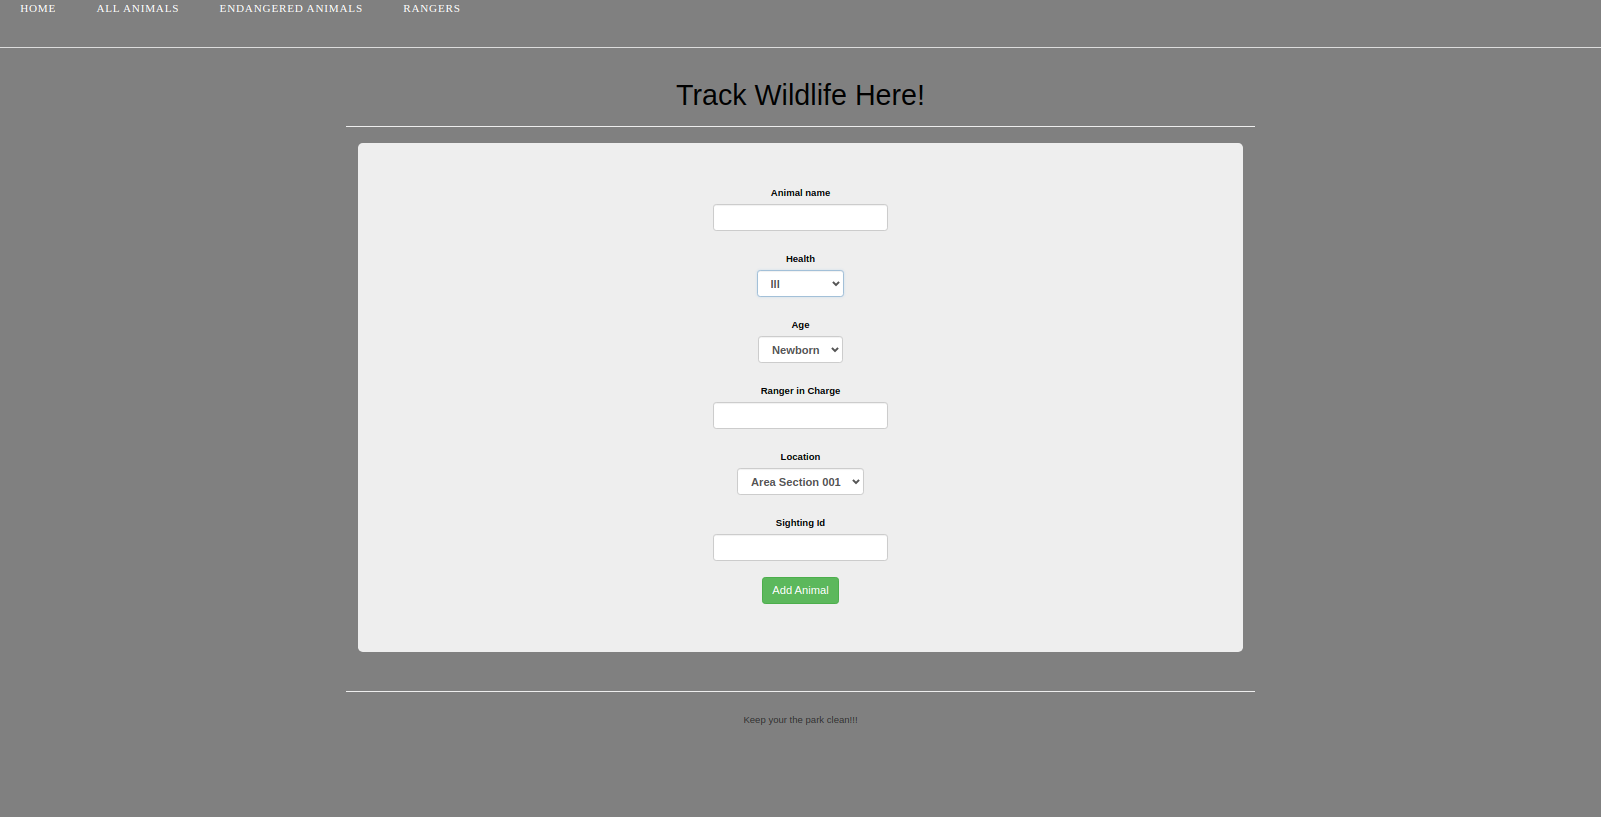 HOME ALL ANIMALS ENDANGERED ANIMALS RANGERS
Track Wildlife Here!
Animal name
Health
Ill
Age
Newborn
Ranger in Charge
Location
Area Section 001
Sighting Id
Add Animal
Keep your the park clean!!!